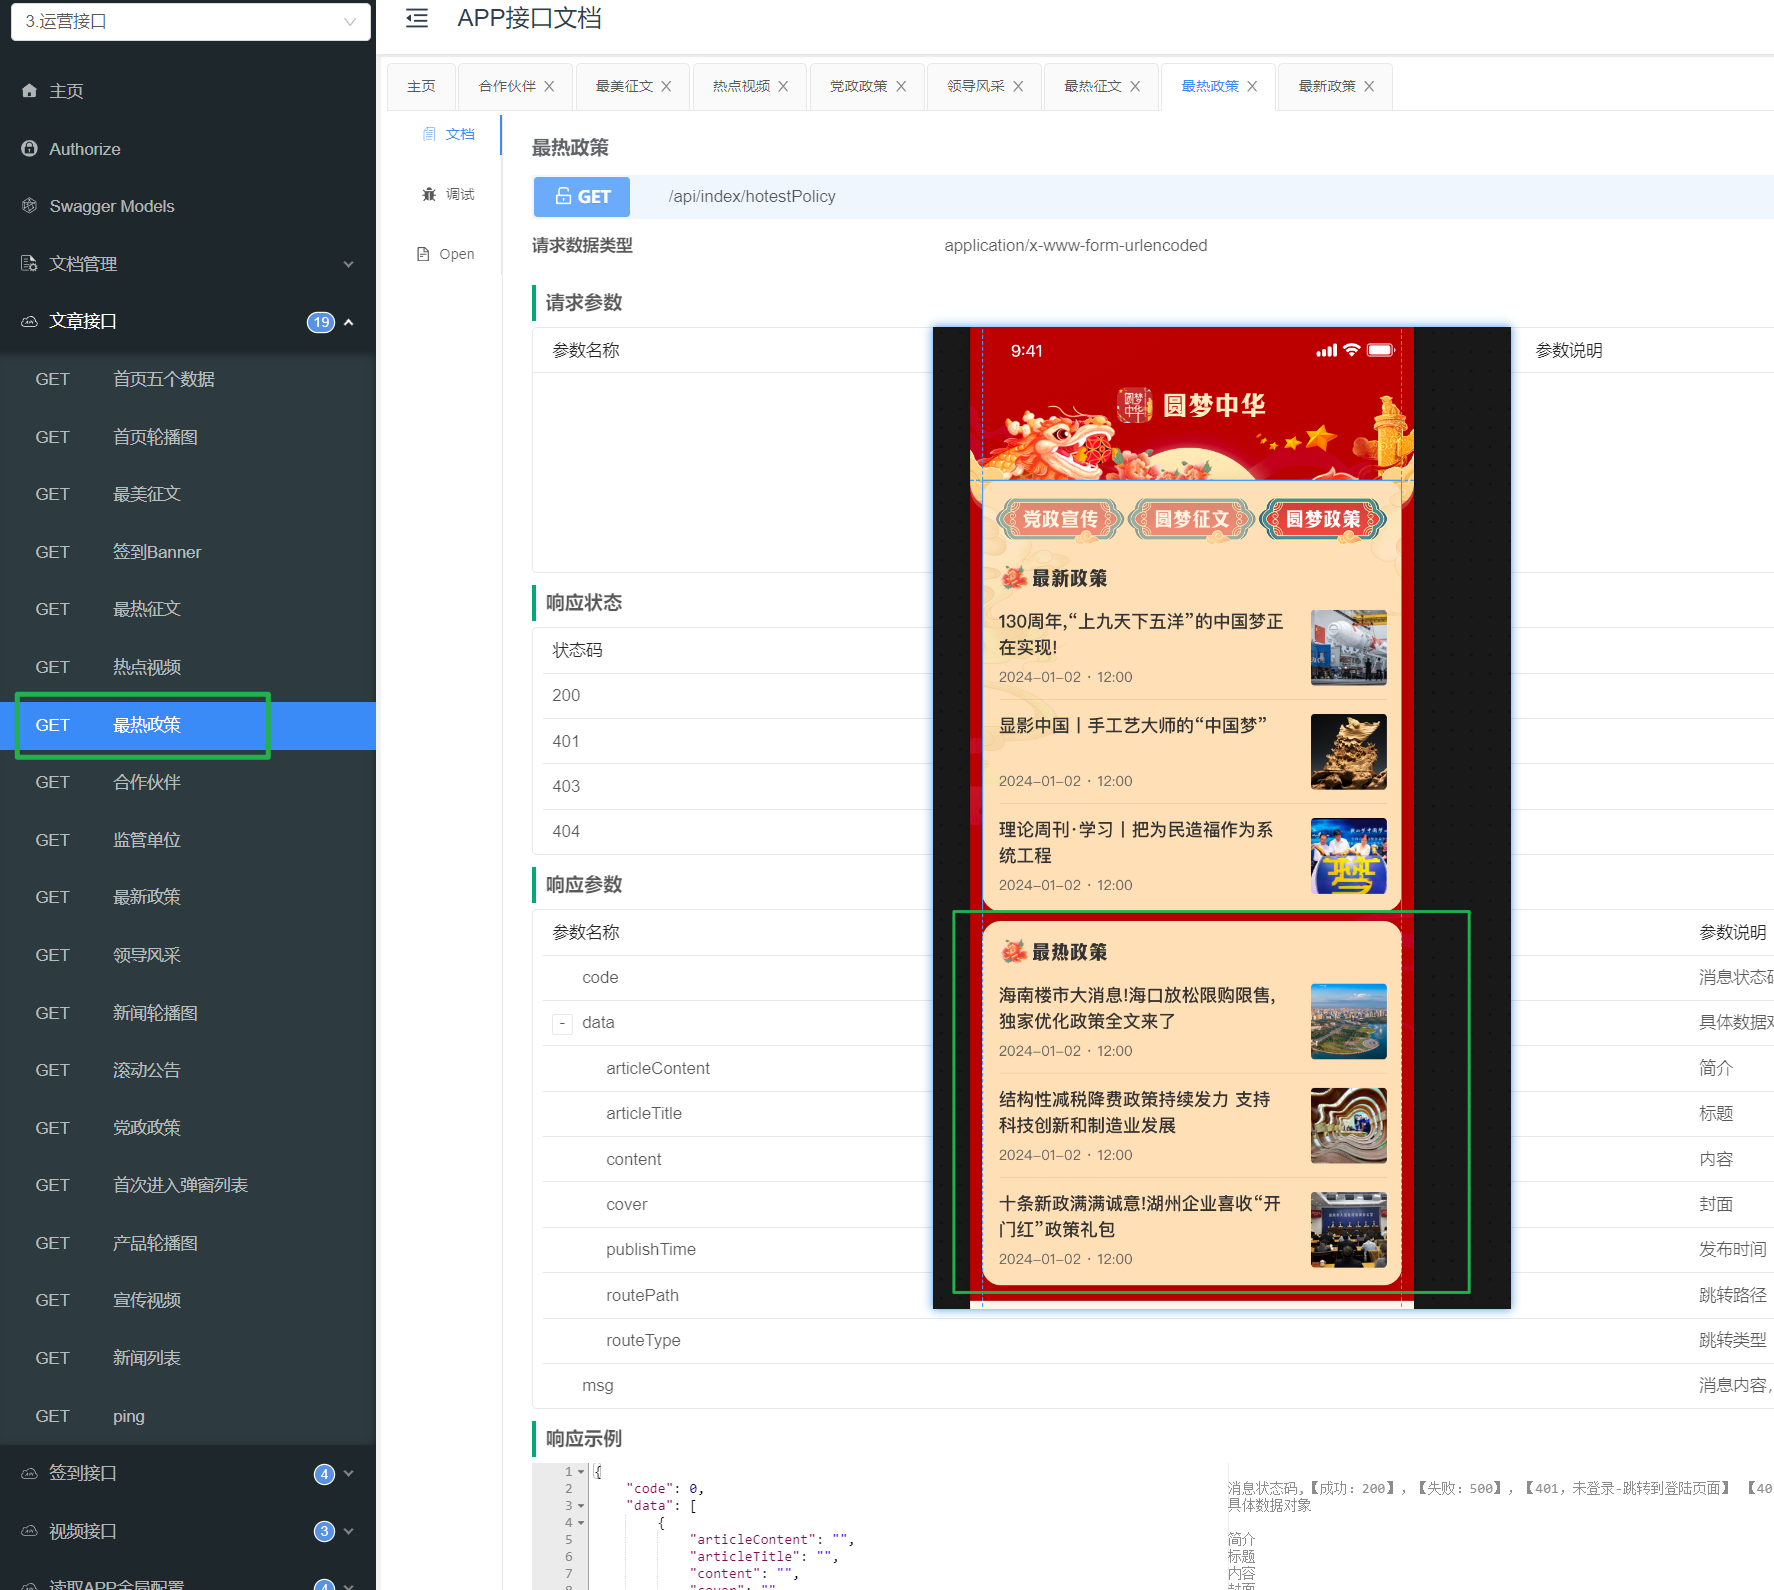 3.运营接口
APP接口文档
主页
Authorize
Swagger Models
文档管理
文章接口
19
GET 首页五个数据
GET 首页轮播图
GET 最美征文
GET 签到Banner
GET 最热征文
GET 热点视频
GET 最热政策
GET 合作伙伴
GET 监管单位
GET 最新政策
GET 领导风采
GET 新闻轮播图
GET 滚动公告
GET 党政政策
GET 首次进入弹窗列表
GET 产品轮播图
GET 宣传视频
GET 新闻列表
GET ping
签到接口 4
视频接口 3
读取APP全局配置 4
主页 合作伙伴 最美征文 热点视频 党政政策 领导风采 最热征文 最热政策 最新政策
文档
调试
Open
最热政策
GET /api/index/hotestPolicy
请求数据类型 application/x-www-form-urlencoded
请求参数
参数名称 参数说明
响应状态
状态码
200
401
403
404
响应参数
参数名称 参数说明
code 消息状态码
- data 具体数据对
articleContent 简介
articleTitle 标题
content 内容
cover 封面
publishTime 发布时间
routePath 跳转路径
routeType 跳转类型
msg 消息内容,
响应示例
1 {
2 "code": 0, 消息状态码,【成功: 200】,【失败: 500】,【401, 未登录-跳转到登陆页面】 【40
3 "data": [ 具体数据对象
4 {
5 "articleContent": "", 简介
6 "articleTitle": "", 标题
7 "content": "", 内容
8 "cover": "" 封面
9:41
圆梦中华
圆梦中华
党政宣传 圆梦征文 圆梦政策
最新政策
130周年,“上九天下五洋”的中国梦正
在实现!
2024-01-02 · 12:00
显影中国丨手工艺大师的“中国梦”
2024-01-02 · 12:00
理论周刊·学习丨把为民造福作为系
统工程
2024-01-02 · 12:00
梦
最热政策
海南楼市大消息!海口放松限购限售,
独家优化政策全文来了
2024-01-02 · 12:00
结构性减税降费政策持续发力 支持
科技创新和制造业发展
2024-01-02 · 12:00
十条新政满满诚意!湖州企业喜收“开
门红”政策礼包
2024-01-02 · 12:00